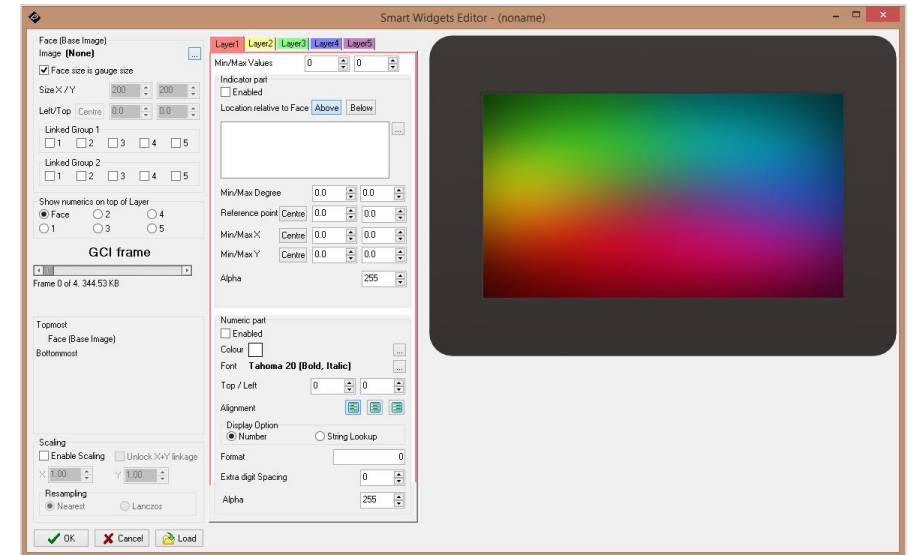 Smart Widgets Editor - (noname)
Face (Base Image)
Image (None)
...
Face size is gauge size
Size X / Y 200 200
Left/Top Centre 0.0 0.0
Linked Group 1
1 2 3 4 5
Linked Group 2
1 2 3 4 5
Show numerics on top of Layer
Face 2 4
1 3 5
GCI frame
Frame 0 of 4. 344.53 KB
Topmost
Face (Base Image)
Bottommost
Scaling
Enable Scaling Unlock X+Y linkage
X 1.00 Y 1.00
Resampling
Nearest Lanczos
OK Cancel Load
Layer1 Layer2 Layer3 Layer4 Layer5
Min/Max Values 0 0
Indicator part
Enabled
Location relative to Face Above Below
...
Min/Max Degree 0.0 0.0
Reference point Centre 0.0 0.0
Min/Max X Centre 0.0 0.0
Min/Max Y Centre 0.0 0.0
Alpha 255
Numeric part
Enabled
Colour ...
Font Tahoma 20 (Bold, Italic) ...
Top / Left 0 0
Alignment
Display Option
Number String Lookup
Format 0
Extra digit Spacing 0
Alpha 255